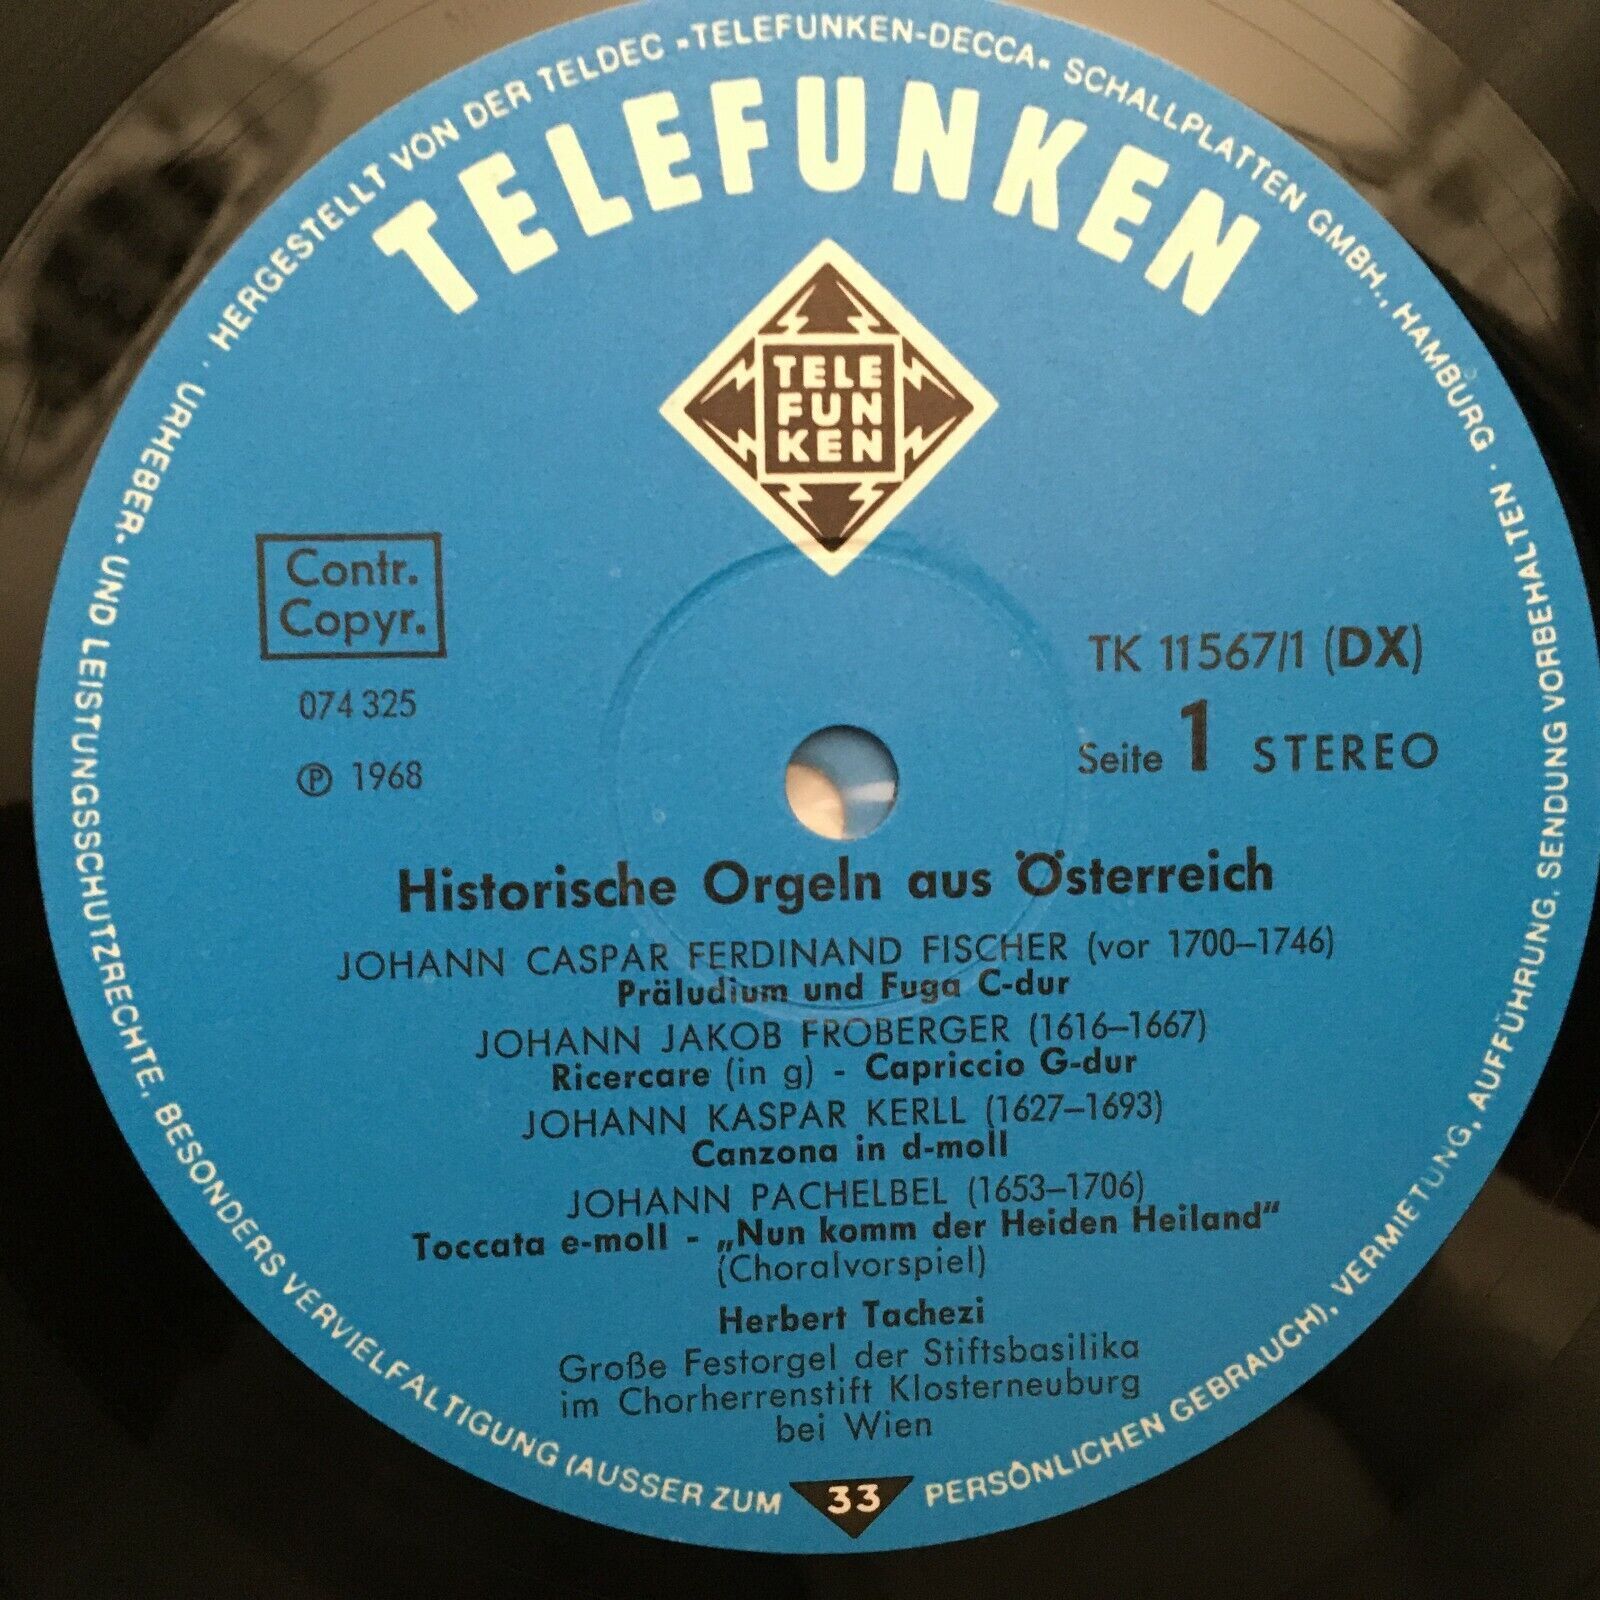 HERGESTELLT VON DER TELDEC »TELEFUNKEN-DECCA« SCHALLPLATTEN GMBH., HAMBURG · URHEBER- UND LEISTUNGSSCHUTZRECHTE, BESONDERS VERVIELFÄLTIGUNG (AUSSER ZUM PERSÖNLICHEN GEBRAUCH), VERMIETUNG, AUFFÜHRUNG, SENDUNG VORBEHALTEN ·
TELEFUNKEN
TELE
FUN
KEN
Contr.
Copyr.
074 325
℗ 1968
TK 11567/1 (DX)
Seite 1 STEREO
Historische Orgeln aus Österreich
JOHANN CASPAR FERDINAND FISCHER (vor 1700–1746)
Präludium und Fuga C-dur
JOHANN JAKOB FROBERGER (1616–1667)
Ricercare (in g) - Capriccio G-dur
JOHANN KASPAR KERLL (1627–1693)
Canzona in d-moll
JOHANN PACHELBEL (1653–1706)
Toccata e-moll - „Nun komm der Heiden Heiland"
(Choralvorspiel)
Herbert Tachezi
Große Festorgel der Stiftsbasilika
im Chorherrenstift Klosterneuburg
bei Wien
33